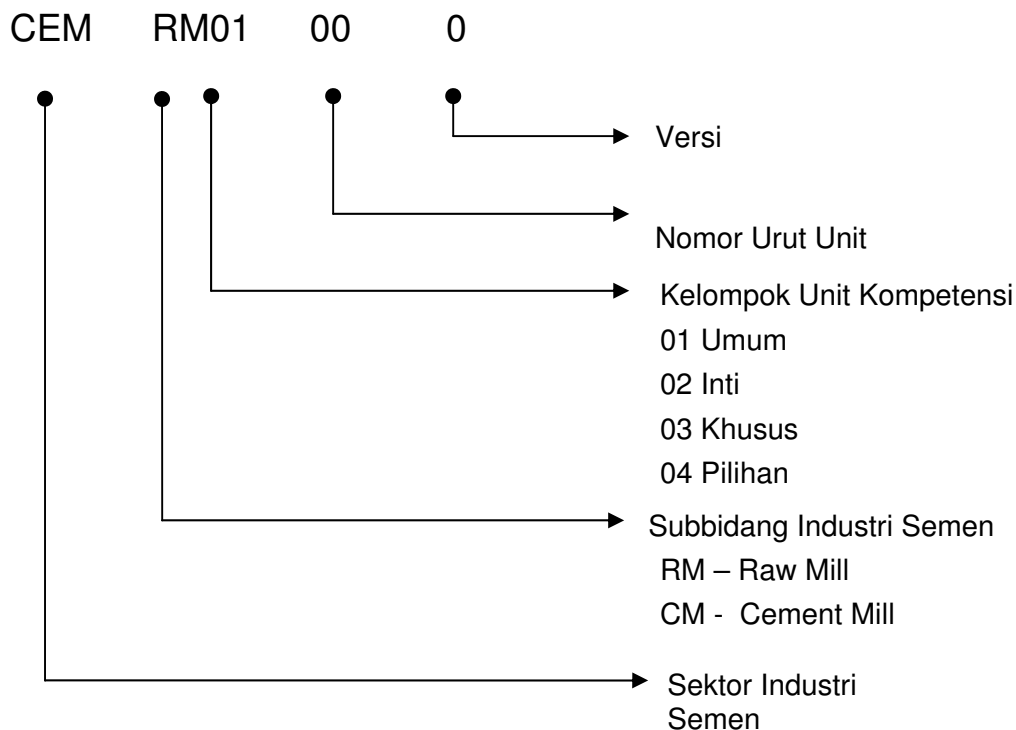 CEM RM01 00 0
Versi
Nomor Urut Unit
Kelompok Unit Kompetensi
01 Umum
02 Inti
03 Khusus
04 Pilihan
Subbidang Industri Semen
RM – Raw Mill
CM - Cement Mill
Sektor Industri
Semen